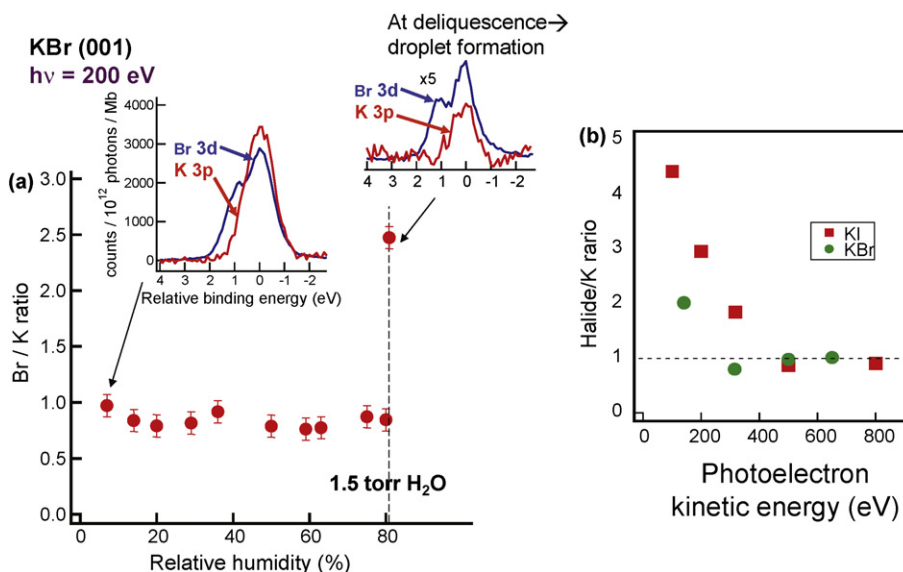 KBr (001)
hν = 200 eV
At deliquescence→
droplet formation
4000
3000
2000
1000
0
counts / 10¹² photons / Mb
Br 3d
K 3p
4 3 2 1 0 -1 -2
Relative binding energy (eV)
x5
Br 3d
K 3p
4 3 2 1 0 -1 -2
(a)
3.0
2.5
2.0
1.5
1.0
0.5
0.0
Br / K ratio
1.5 torr H₂O
0 20 40 60 80
Relative humidity (%)
(b)
5
4
3
2
1
0
Halide/K ratio
KI
KBr
0 200 400 600 800
Photoelectron
kinetic energy (eV)